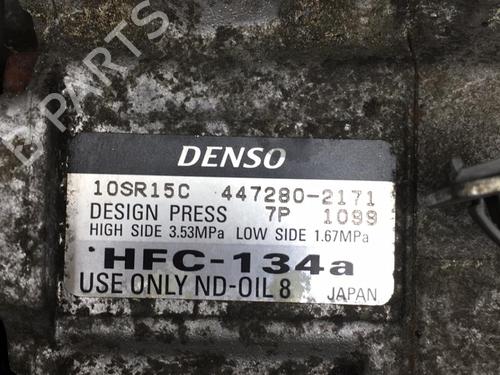 DENSO
10SR15C 447280-2171
DESIGN PRESS 7P 1099
HIGH SIDE 3.53MPa LOW SIDE 1.67MPa
HFC-134a
USE ONLY ND-OIL 8 JAPAN